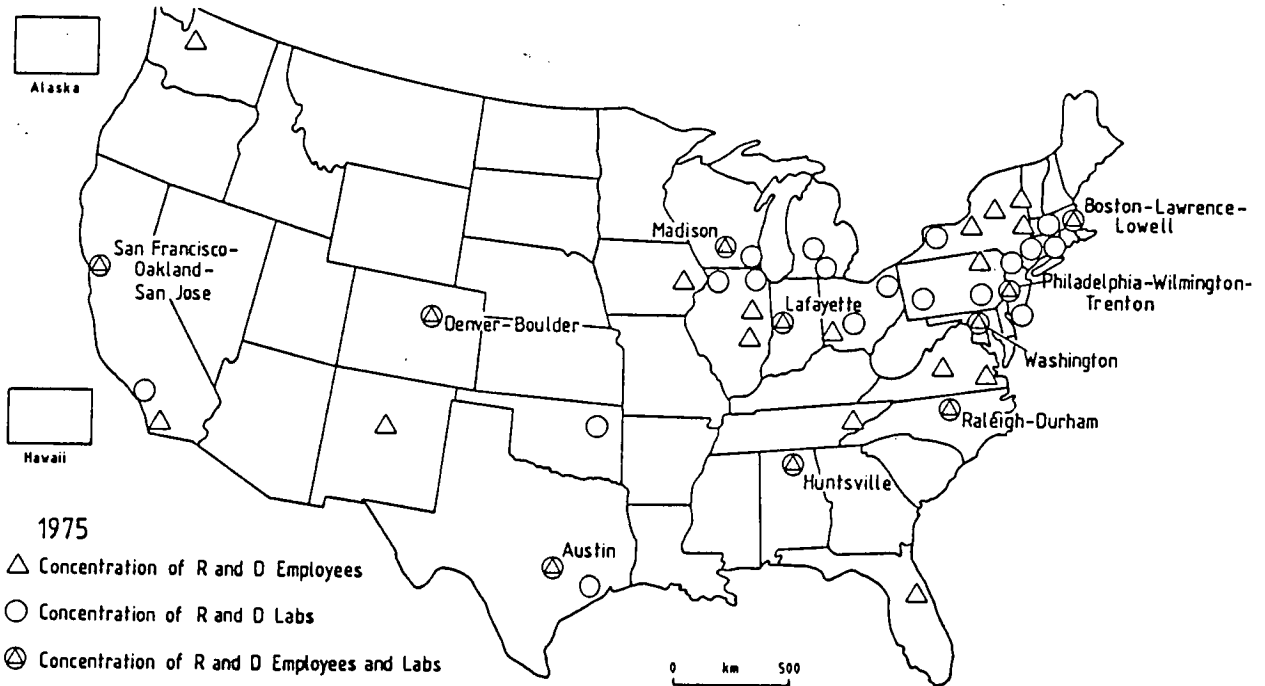 Alaska
Madison
Boston-Lawrence-
Lowell
San Francisco-
Oakland-
San Jose
Lafayette
Philadelphia-Wilmington-
Trenton
Denver-Boulder
Washington
Raleigh-Durham
Hawaii
Huntsville
1975
Austin
Concentration of R and D Employees
Concentration of R and D Labs
Concentration of R and D Employees and Labs
0 km 500